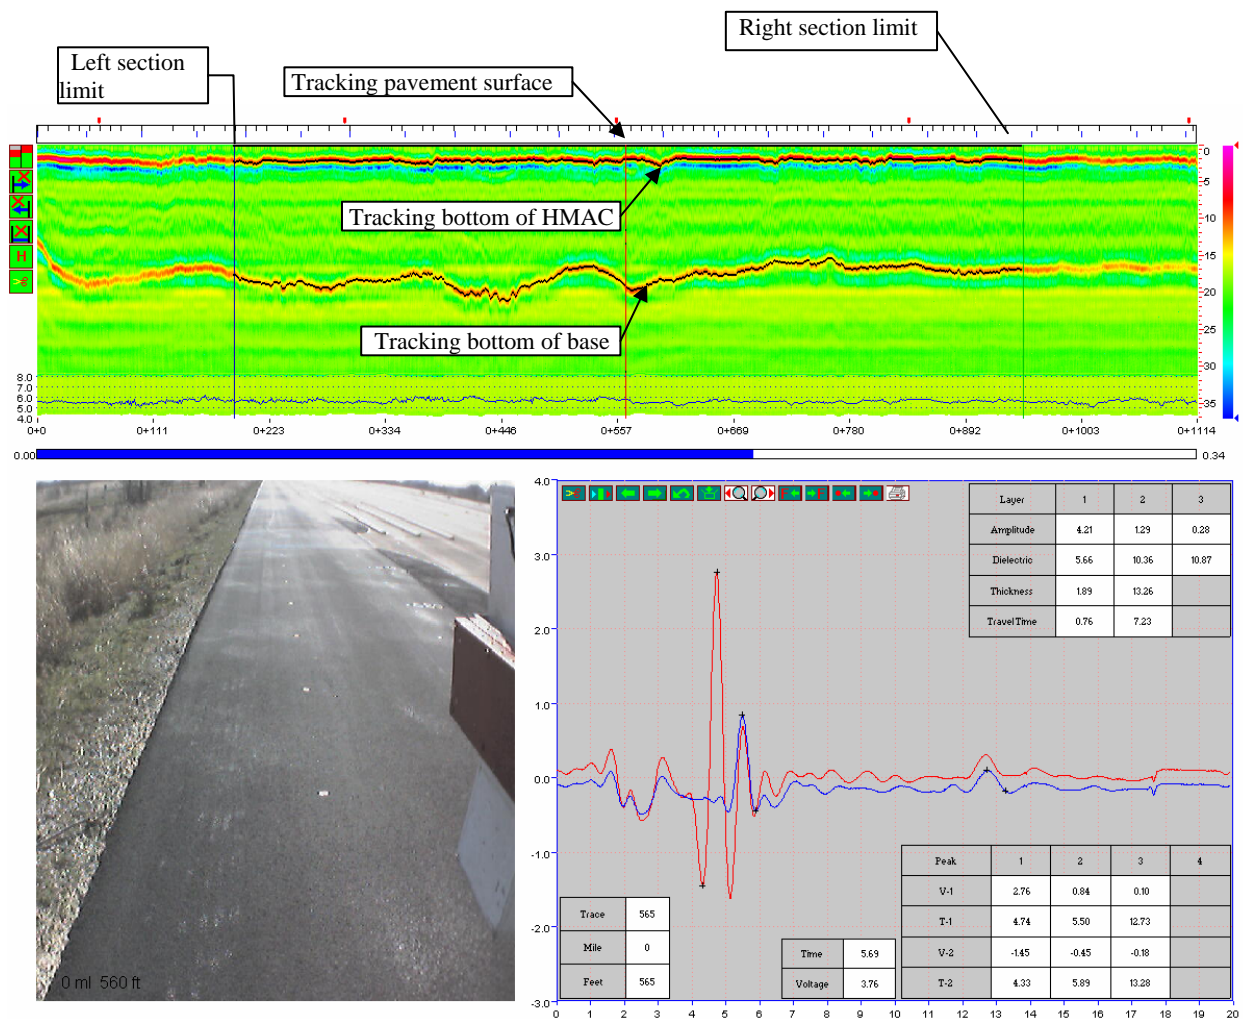 Right section limit
Left section
limit
Tracking pavement surface
0
-5
-10
-15
-20
-25
-30
-35
H
Tracking bottom of HMAC
Tracking bottom of base
8.0
7.0
6.0
5.0
4.0
0+0 0+111 0+223 0+334 0+446 0+557 0+669 0+780 0+892 0+1003 0+1114
0.00 0.34
0 ml 560 ft
4.0
3.0
2.0
1.0
0.0
-1.0
-2.0
-3.0
0 1 2 3 4 5 6 7 8 9 10 11 12 13 14 15 16 17 18 19 20
Layer 1 2 3
Amplitude 4.21 1.29 0.28
Dielectric 5.66 10.36 10.87
Thickness 1.89 13.26
Travel Time 0.76 7.23
Trace 565
Mile 0
Feet 565
Time 5.69
Voltage 3.76
Peak 1 2 3 4
V-1 2.76 0.84 0.10
T-1 4.74 5.50 12.73
V-2 -1.45 -0.45 -0.18
T-2 4.33 5.89 13.28